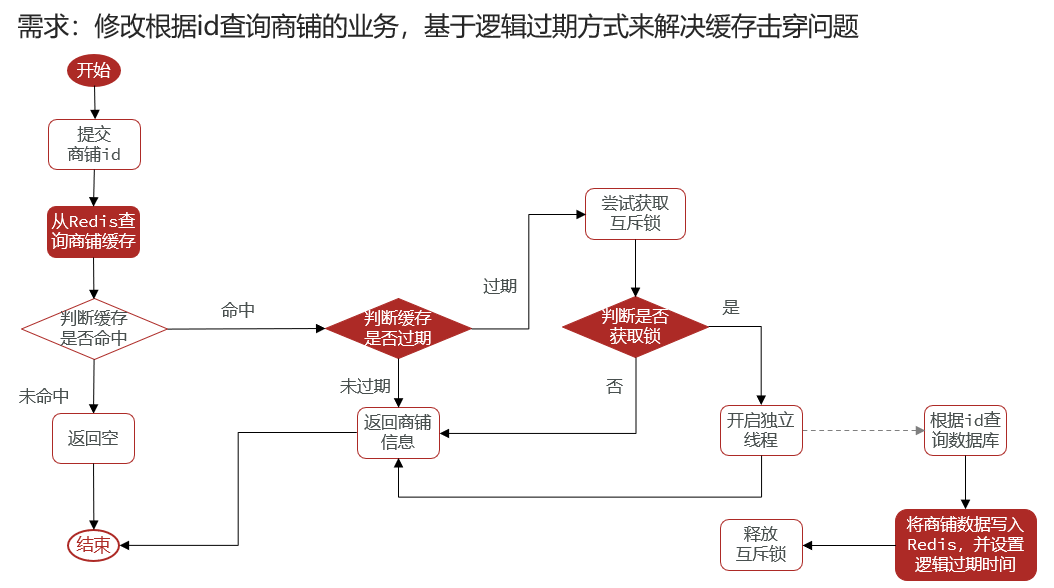 需求：修改根据id查询商铺的业务，基于逻辑过期方式来解决缓存击穿问题
开始
提交
商铺id
从Redis查
询商铺缓存
判断缓存
是否命中
命中
未命中
返回空
结束
判断缓存
是否过期
过期
未过期
返回商铺
信息
尝试获取
互斥锁
判断是否
获取锁
是
否
开启独立
线程
根据id查
询数据库
将商铺数据写入
Redis，并设置
逻辑过期时间
释放
互斥锁